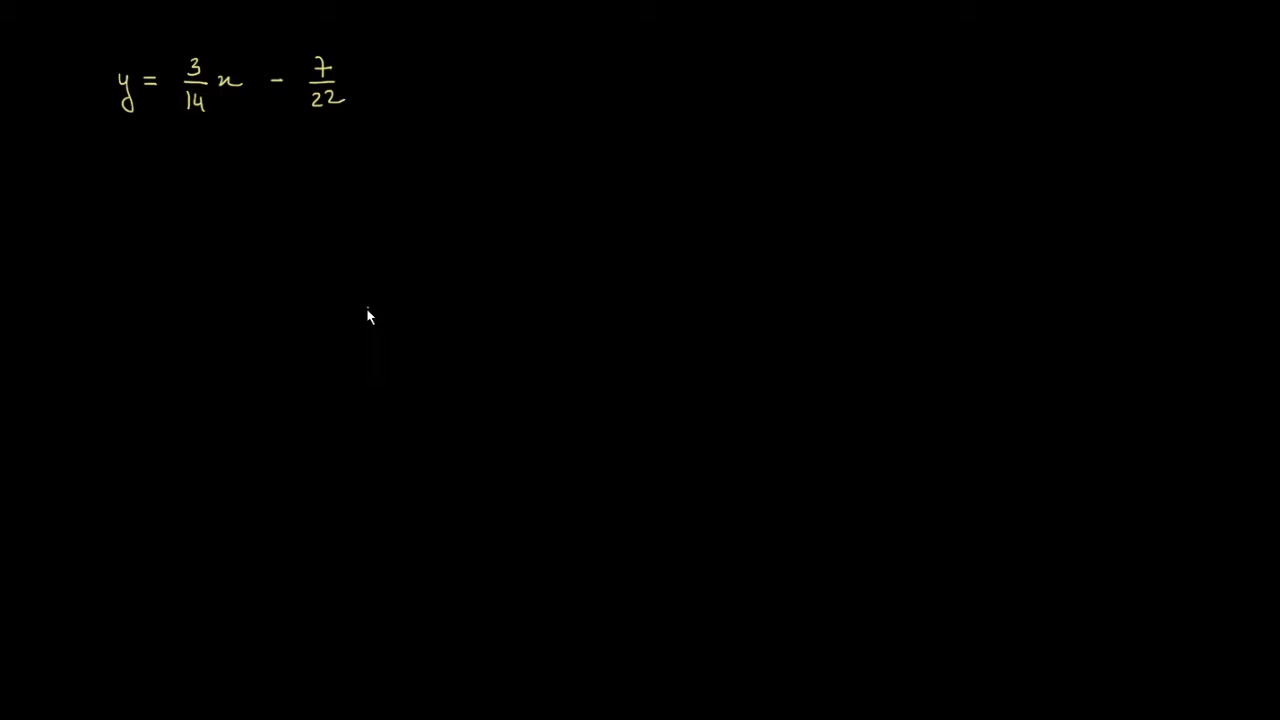 y = 3/14 x - 7/22